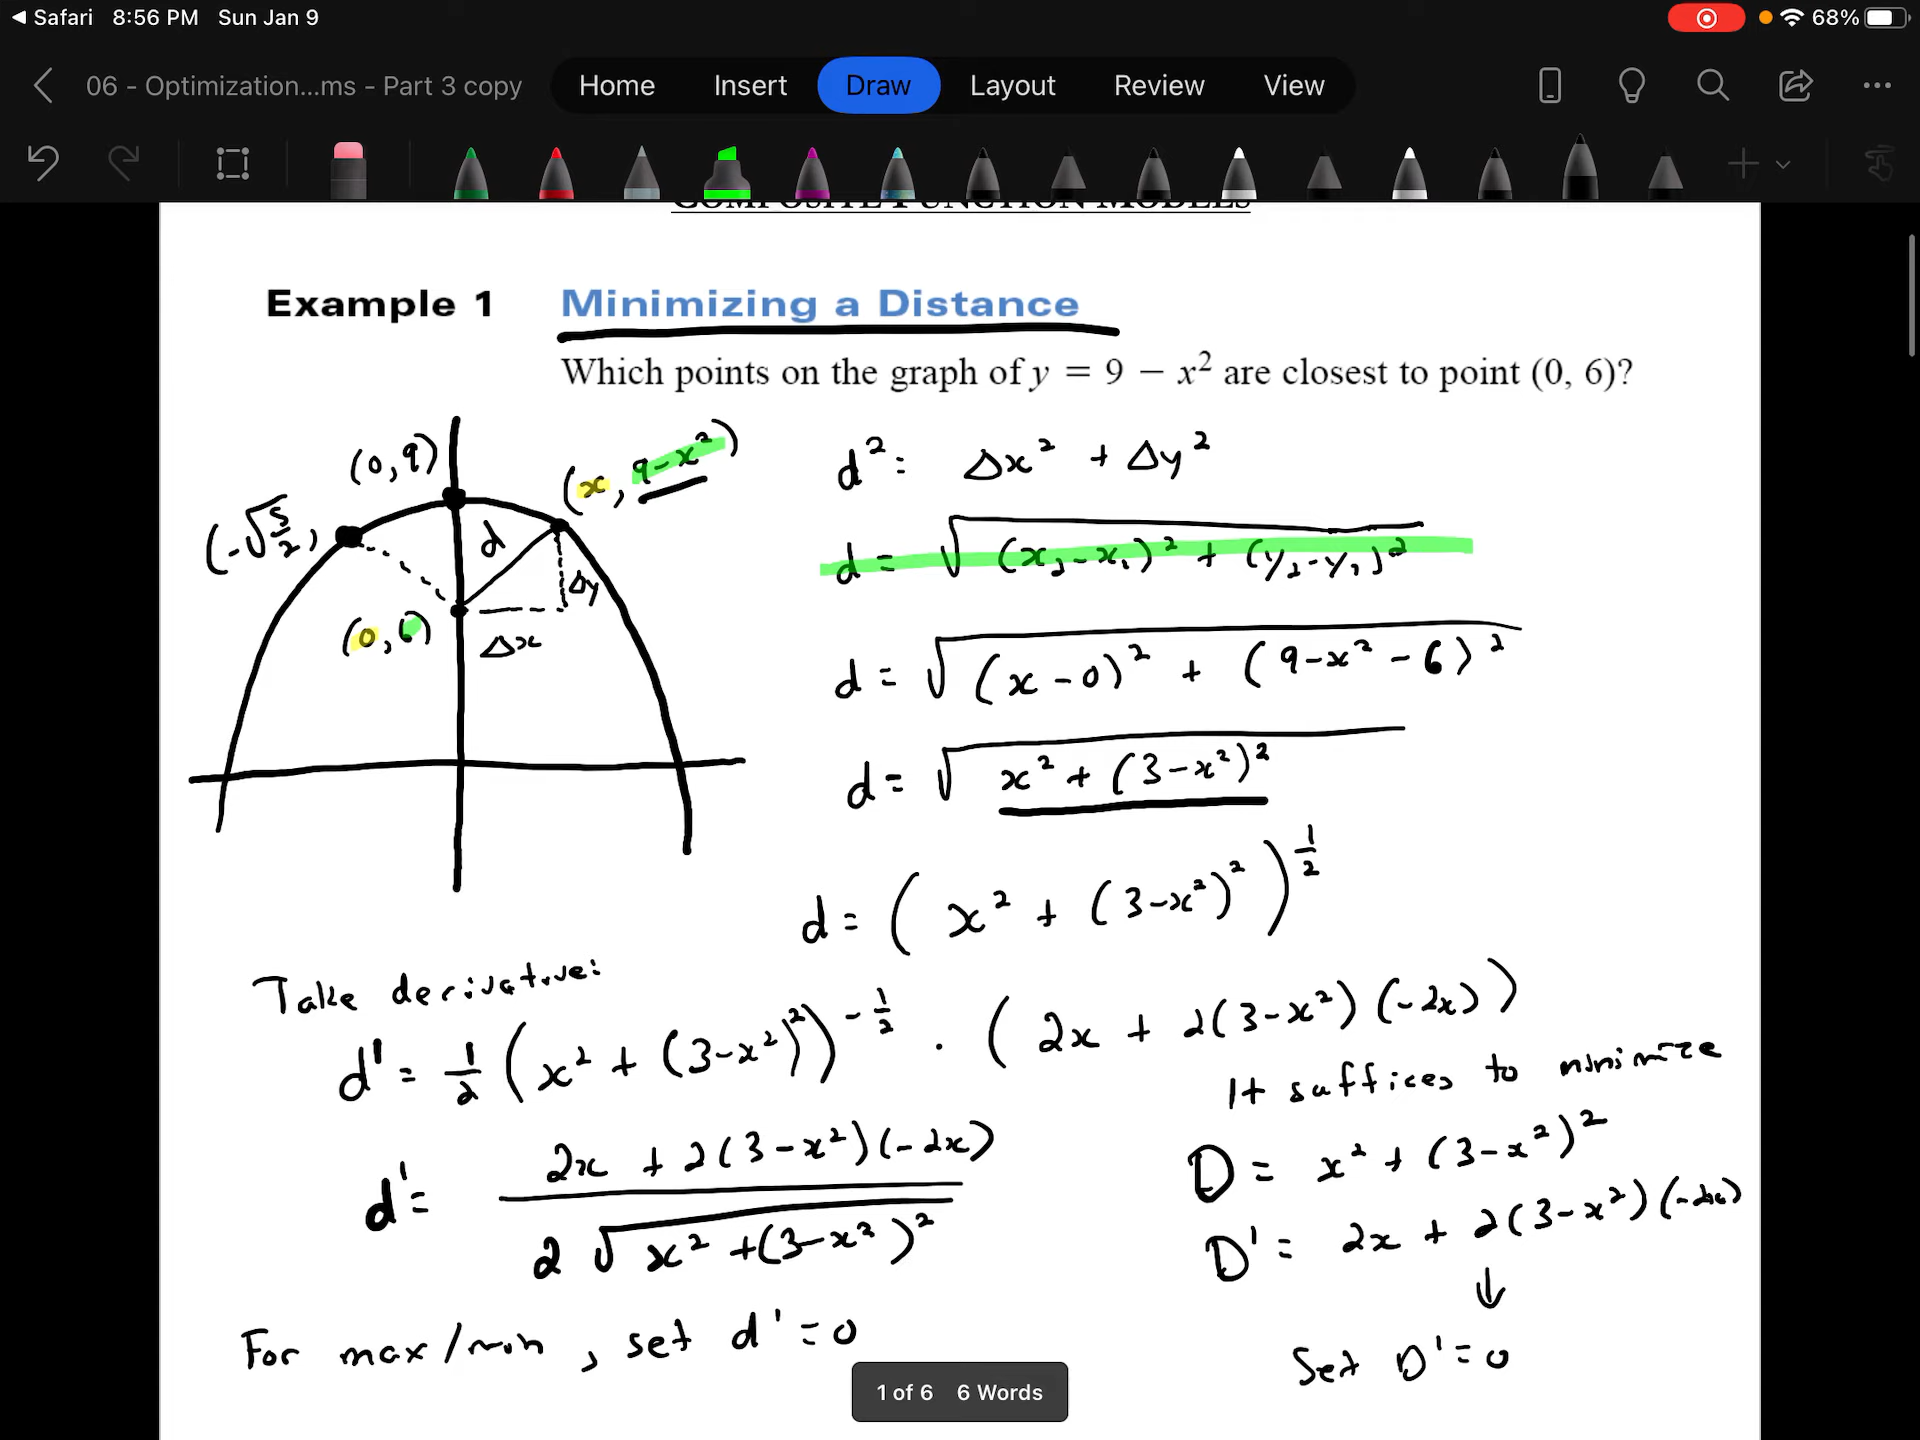 Safari 8:56 PM Sun Jan 9 68%
06 - Optimization...ms - Part 3 copy Home Insert Draw Layout Review View
COMPOSITE FUNCTION MODELS
Example 1 Minimizing a Distance
Which points on the graph of y = 9 − x² are closest to point (0, 6)?
(0,9)
(x, 9-x²)
(-√5/2,
d
Δy
(0,6)
Δx
d² = Δx² + Δy²
d = √(x₂-x₁)² + (y₂-y₁)²
d = √(x-0)² + (9-x²-6)²
d = √x² + (3-x²)²
d = (x² + (3-x²)²)^1/2
Take derivative:
d' = 1/2 (x² + (3-x²)²)^-1/2 · (2x + 2(3-x²)(-2x))
d' = 2x + 2(3-x²)(-2x) / 2√x² + (3-x²)²
For max/min, set d' = 0
It suffices to minimize
D = x² + (3-x²)²
D' = 2x + 2(3-x²)(-2x)
↓
Set D' = 0
1 of 6 6 Words